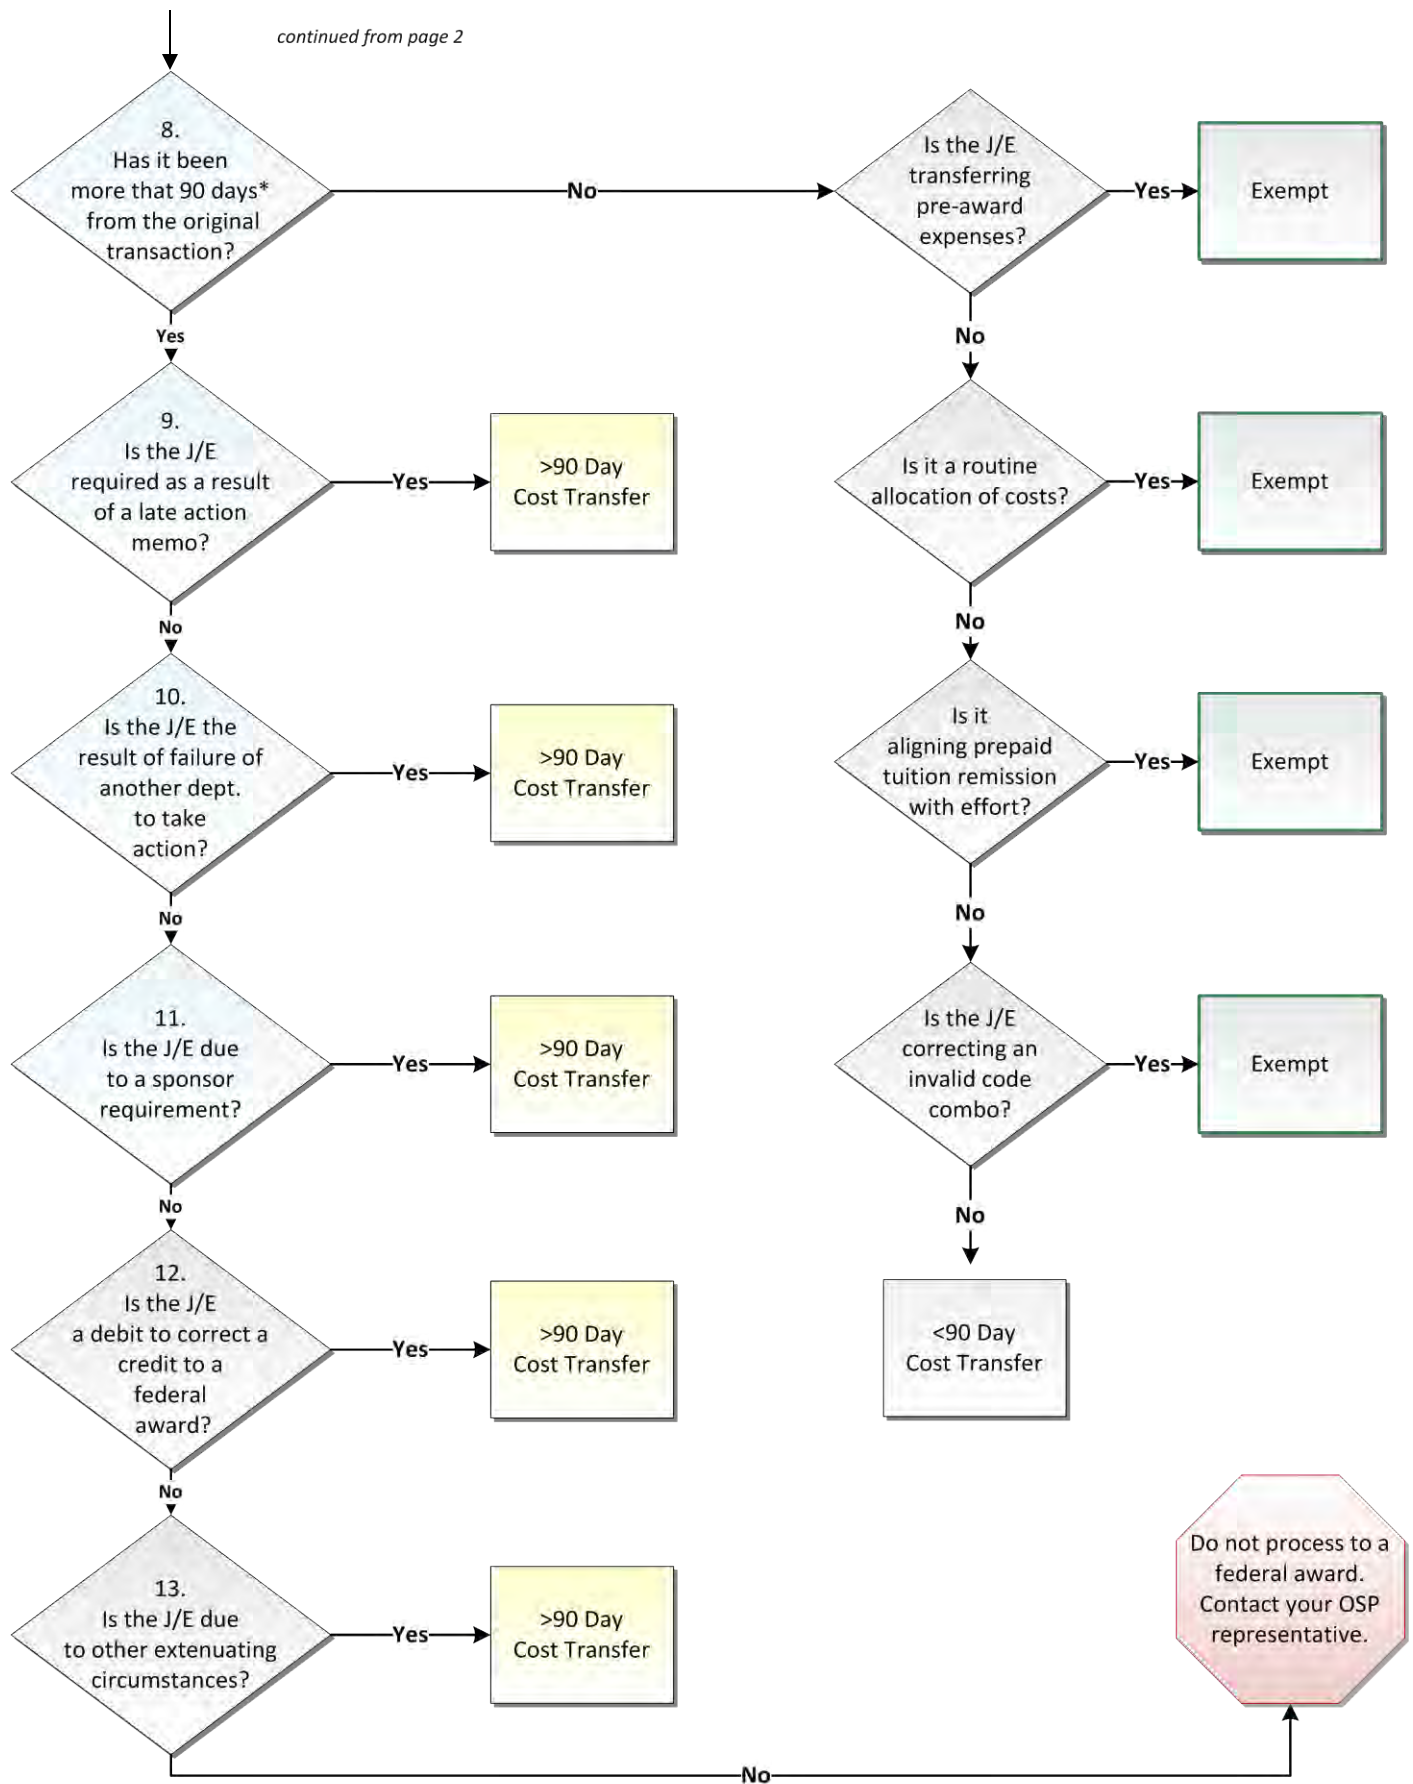 continued from page 2
8.
Has it been
more that 90 days*
from the original
transaction?
No
Is the J/E
transferring
pre-award
expenses?
Yes
Exempt
Yes
No
9.
Is the J/E
required as a result
of a late action
memo?
Yes
>90 Day
Cost Transfer
Is it a routine
allocation of costs?
Yes
Exempt
No
No
10.
Is the J/E the
result of failure of
another dept.
to take
action?
Yes
>90 Day
Cost Transfer
Is it
aligning prepaid
tuition remission
with effort?
Yes
Exempt
No
No
11.
Is the J/E due
to a sponsor
requirement?
Yes
>90 Day
Cost Transfer
Is the J/E
correcting an
invalid code
combo?
Yes
Exempt
No
No
12.
Is the J/E
a debit to correct a
credit to a
federal
award?
Yes
>90 Day
Cost Transfer
<90 Day
Cost Transfer
No
13.
Is the J/E due
to other extenuating
circumstances?
Yes
>90 Day
Cost Transfer
Do not process to a
federal award.
Contact your OSP
representative.
No